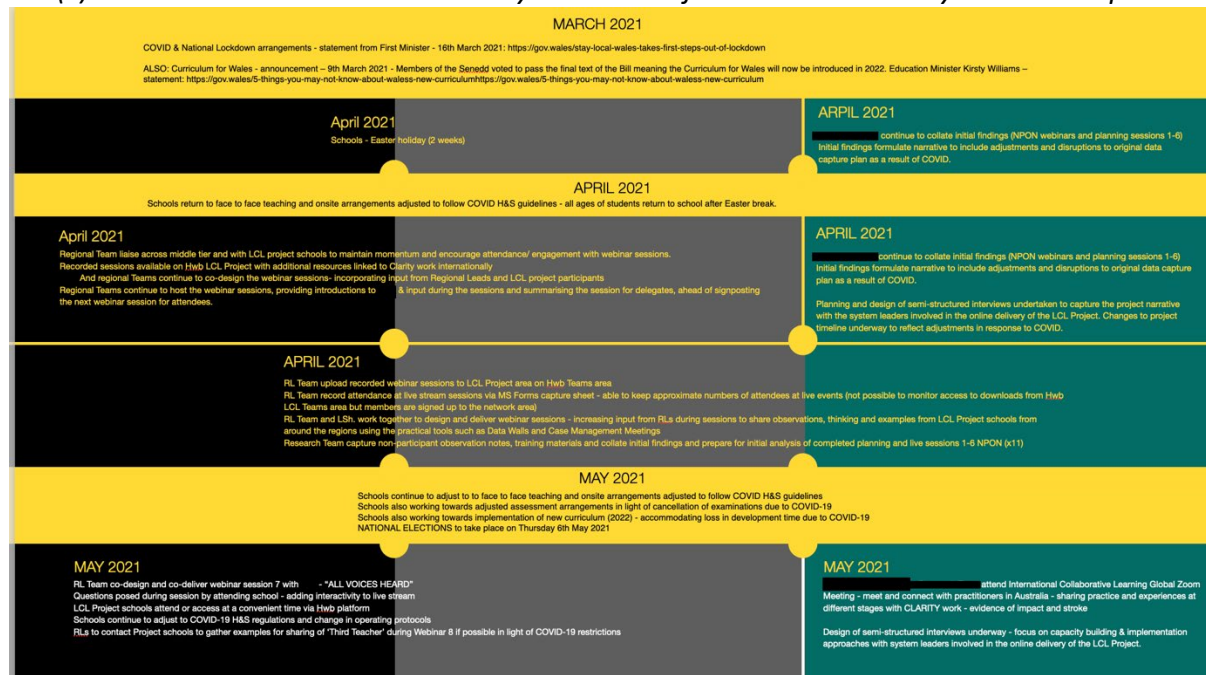 MARCH 2021
COVID & National Lockdown arrangements - statement from First Minister - 16th March 2021: https://gov.wales/stay-local-wales-takes-first-steps-out-of-lockdown
ALSO: Curriculum for Wales - announcement – 9th March 2021 - Members of the Senedd voted to pass the final text of the Bill meaning the Curriculum for Wales will now be introduced in 2022. Education Minister Kirsty Williams –
statement: https://gov.wales/5-things-you-may-not-know-about-waless-new-curriculumhttps://gov.wales/5-things-you-may-not-know-about-waless-new-curriculum
April 2021
Schools - Easter holiday (2 weeks)
ARPIL 2021
continue to collate initial findings (NPON webinars and planning sessions 1-6)
Initial findings formulate narrative to include adjustments and disruptions to original data
capture plan as a result of COVID.
APRIL 2021
Schools return to face to face teaching and onsite arrangements adjusted to follow COVID H&S guidelines - all ages of students return to school after Easter break.
April 2021
Regional Team liaise across middle tier and with LCL project schools to maintain momentum and encourage attendance/ engagement with webinar sessions.
Recorded sessions available on Hwb LCL Project with additional resources linked to Clarity work internationally
And regional Teams continue to co-design the webinar sessions- incorporating input from Regional Leads and LCL project participants
Regional Teams continue to host the webinar sessions, providing introductions to & input during the sessions and summarising the session for delegates, ahead of signposting
the next webinar session for attendees.
APRIL 2021
continue to collate initial findings (NPON webinars and planning sessions 1-6)
Initial findings formulate narrative to include adjustments and disruptions to original data capture
plan as a result of COVID.
Planning and design of semi-structured interviews undertaken to capture the project narrative
with the system leaders involved in the online delivery of the LCL Project. Changes to project
timeline underway to reflect adjustments in response to COVID.
APRIL 2021
RL Team upload recorded webinar sessions to LCL Project area on Hwb Teams area
RL Team record attendance at live stream sessions via MS Forms capture sheet - able to keep approximate numbers of attendees at live events (not possible to monitor access to downloads from Hwb
LCL Teams area but members are signed up to the network area)
RL Team and LSh. work together to design and deliver webinar sessions - increasing input from RLs during sessions to share observations, thinking and examples from LCL Project schools from
around the regions using the practical tools such as Data Walls and Case Management Meetings
Research Team capture non-participant observation notes, training materials and collate initial findings and prepare for initial analysis of completed planning and live sessions 1-6 NPON (x11)
MAY 2021
Schools continue to adjust to to face to face teaching and onsite arrangements adjusted to follow COVID H&S guidelines
Schools also working towards adjusted assessment arrangements in light of cancellation of examinations due to COVID-19
Schools also working towards implementation of new curriculum (2022) - accommodating loss in development time due to COVID-19
NATIONAL ELECTIONS to take place on Thursday 6th May 2021
MAY 2021
RL Team co-design and co-deliver webinar session 7 with - "ALL VOICES HEARD"
Questions posed during session by attending school - adding interactivity to live stream
LCL Project schools attend or access at a convenient time via Hwb platform
Schools continue to adjust to COVID-19 H&S regulations and change in operating protocols
RLs to contact Project schools to gather examples for sharing of 'Third Teacher' during Webinar 8 if possible in light of COVID-19 restrictions
MAY 2021
attend International Collaborative Learning Global Zoom
Meeting - meet and connect with practitioners in Australia - sharing practice and experiences at
different stages with CLARITY work - evidence of impact and stroke
Design of semi-structured interviews underway - focus on capacity building & implementation
approaches with system leaders involved in the online delivery of the LCL Project.